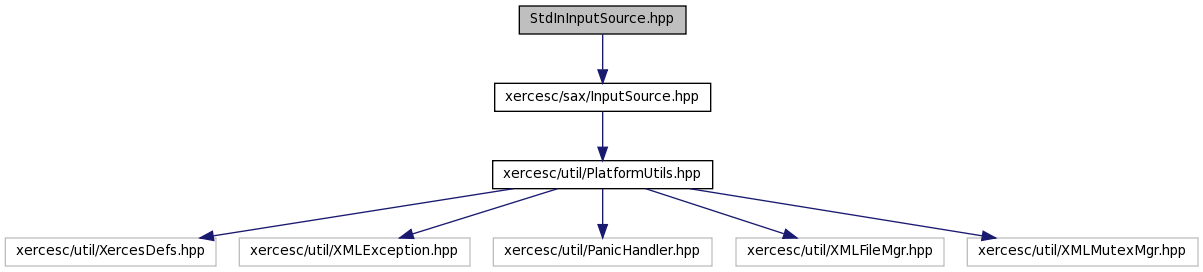 StdInInputSource.hpp
xercesc/sax/InputSource.hpp
xercesc/util/PlatformUtils.hpp
xercesc/util/XercesDefs.hpp
xercesc/util/XMLException.hpp
xercesc/util/PanicHandler.hpp
xercesc/util/XMLFileMgr.hpp
xercesc/util/XMLMutexMgr.hpp